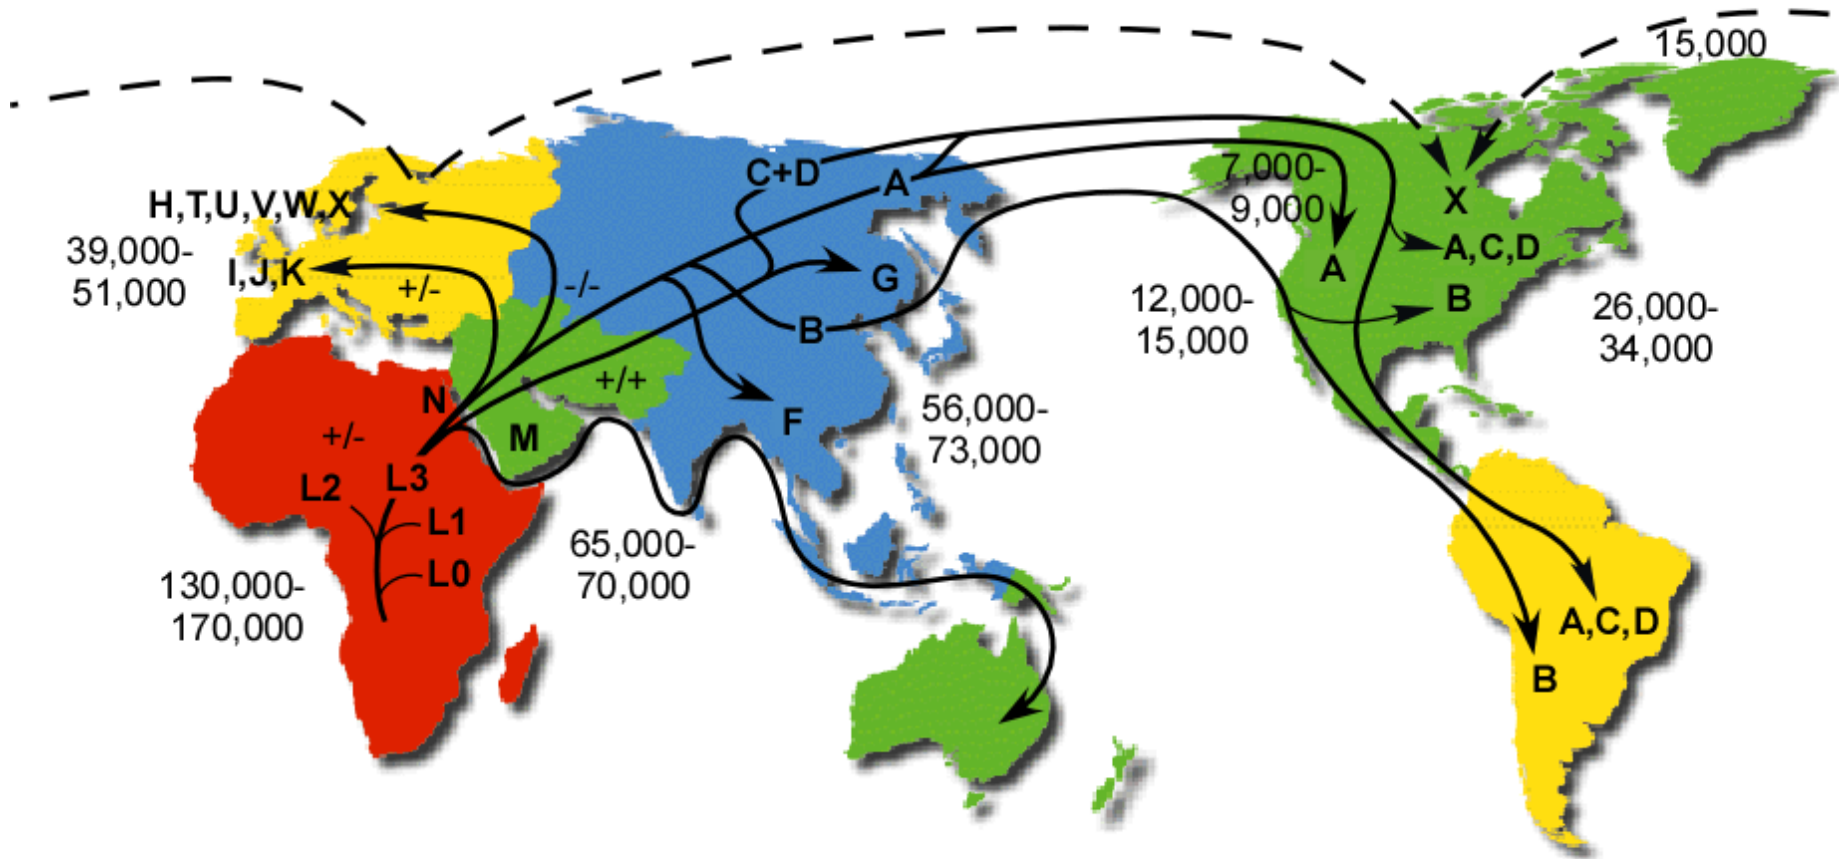 15,000
C+D
A
7,000-
9,000
X
H,T,U,V,W,X
39,000-
51,000
I,J,K
+/-
-/-
G
A
A,C,D
B
B
12,000-
15,000
26,000-
34,000
+/+
N
M
F
56,000-
73,000
+/-
L2
L3
L1
L0
65,000-
70,000
130,000-
170,000
A,C,D
B